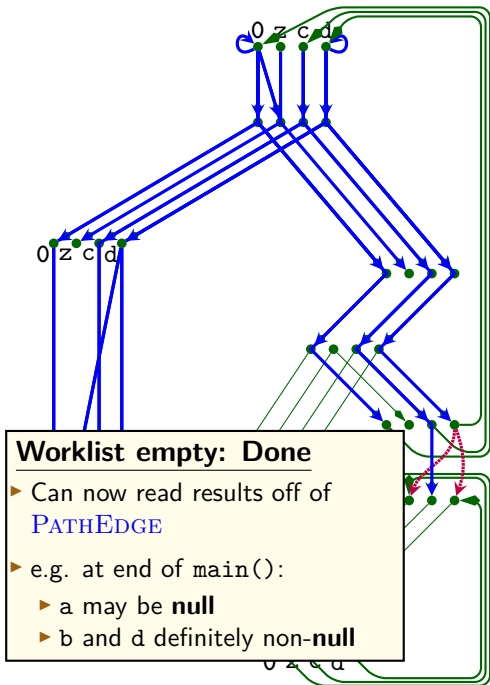 0 z c d
0 z c d
Worklist empty: Done
▶ Can now read results off of
PATHEDGE
▶ e.g. at end of main():
▶ a may be null
▶ b and d definitely non-null
0 z c d